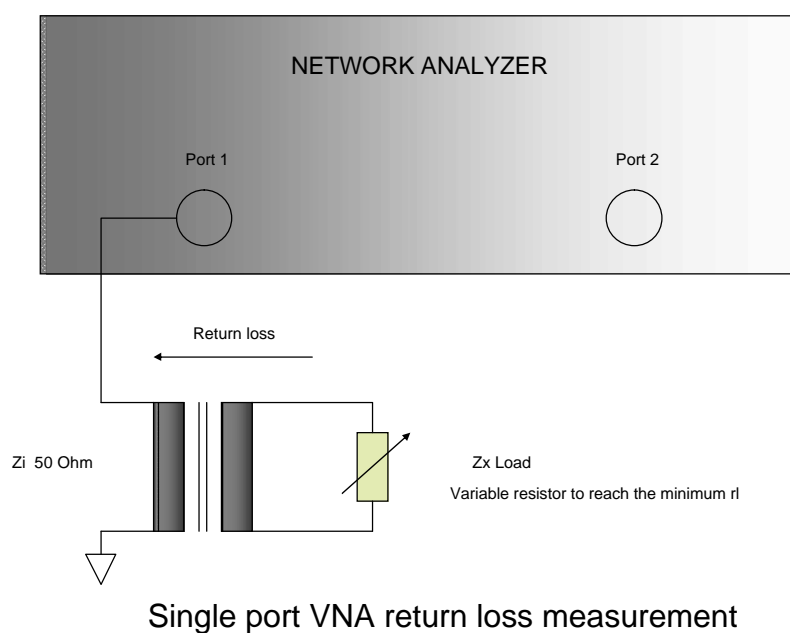 NETWORK ANALYZER
Port 1
Port 2
Return loss
Zi 50 Ohm
Zx Load
Variable resistor to reach the minimum rl
Single port VNA return loss measurement